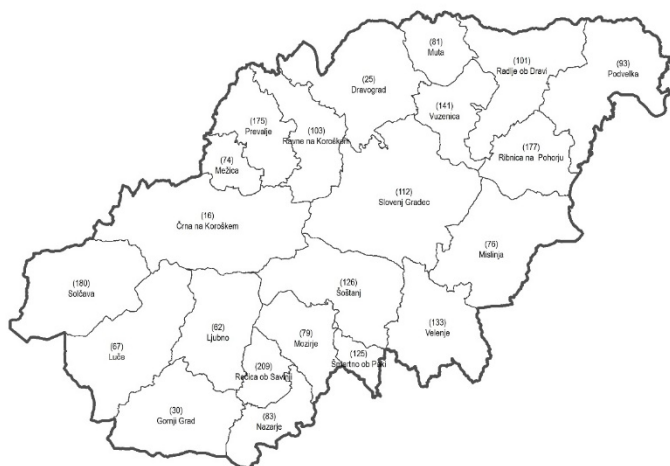 (81)
Muta
(101)
Radlje ob Dravi
(93)
Podvelka
(25)
Dravograd
(141)
Vuzenica
(175)
Prevalje
(103)
Ravne na Koroškem
(177)
Ribnica na Pohorju
(74)
Mežica
(112)
Slovenj Gradec
(16)
Črna na Koroškem
(76)
Mislinja
(180)
Solčava
(126)
Šoštanj
(133)
Velenje
(62)
Ljubno
(79)
Mozirje
(67)
Luče
(125)
Šmartno ob Paki
(209)
Rečica ob Savinji
(30)
Gornji Grad
(83)
Nazarje